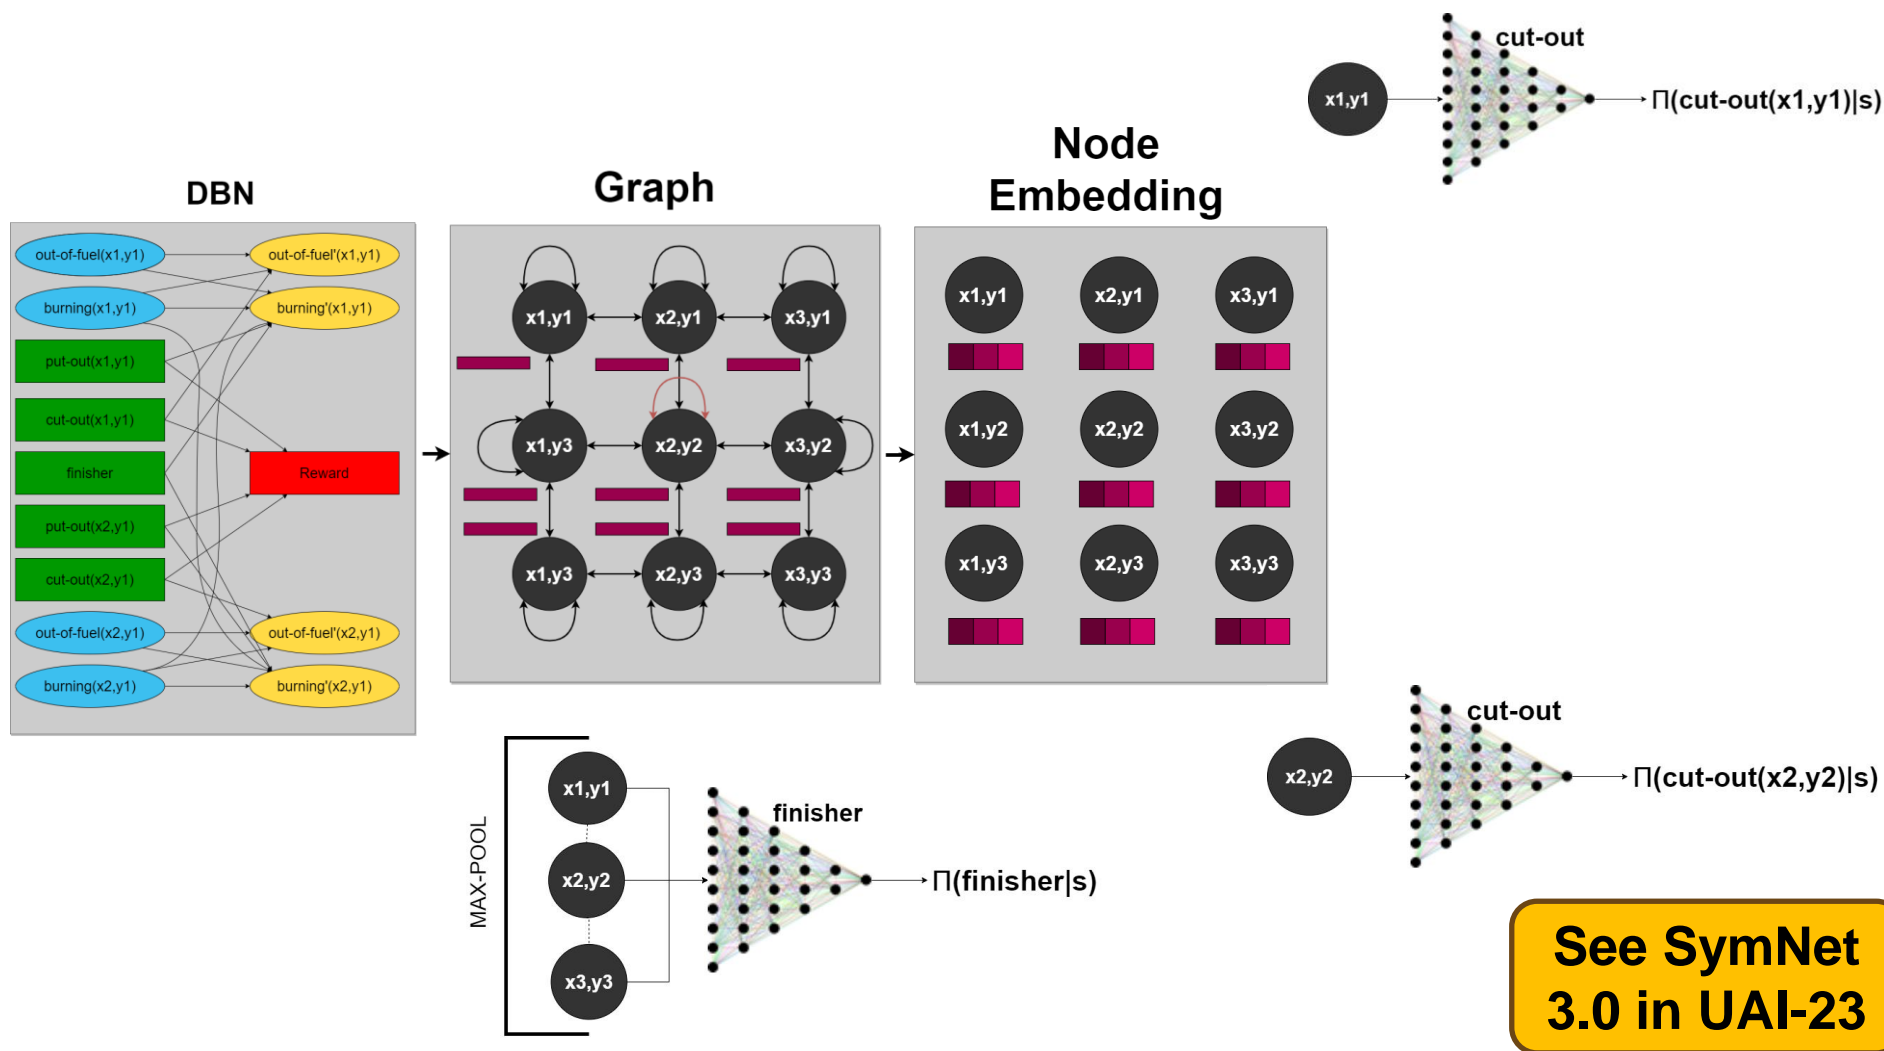 DBN
out-of-fuel(x1,y1)
out-of-fuel'(x1,y1)
burning(x1,y1)
burning'(x1,y1)
put-out(x1,y1)
cut-out(x1,y1)
finisher
Reward
put-out(x2,y1)
cut-out(x2,y1)
out-of-fuel(x2,y1)
out-of-fuel'(x2,y1)
burning(x2,y1)
burning'(x2,y1)
Graph
x1,y1
x2,y1
x3,y1
x1,y3
x2,y2
x3,y2
x1,y3
x2,y3
x3,y3
Node
Embedding
x1,y1
x2,y1
x3,y1
x1,y2
x2,y2
x3,y2
x1,y3
x2,y3
x3,y3
x1,y1
cut-out
Π(cut-out(x1,y1)|s)
x2,y2
cut-out
Π(cut-out(x2,y2)|s)
MAX-POOL
x1,y1
x2,y2
x3,y3
finisher
Π(finisher|s)
See SymNet
3.0 in UAI-23